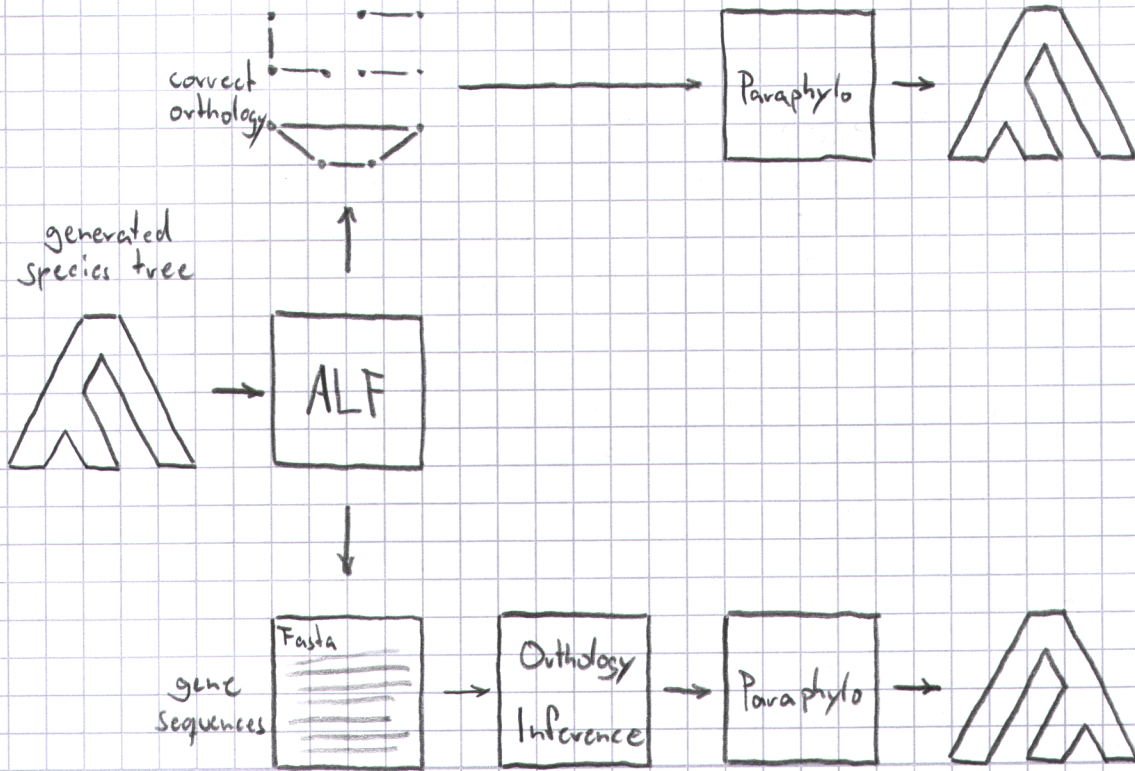 correct
orthology
Paraphylo
generated
species tree
ALF
Fasta
gene
sequences
Orthology
Inference
Paraphylo